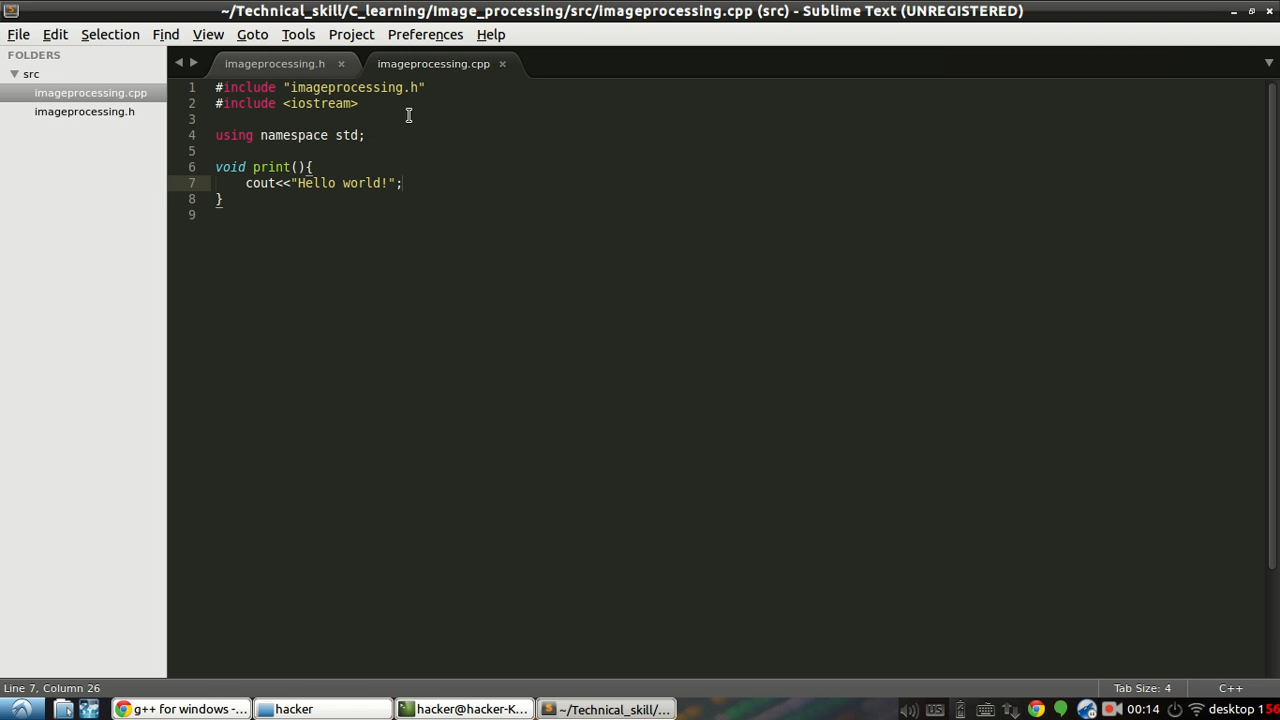 ~/Technical_skill/C_learning/Image_processing/src/imageprocessing.cpp (src) - Sublime Text (UNREGISTERED)
File Edit Selection Find View Goto Tools Project Preferences Help
FOLDERS
src
imageprocessing.cpp
imageprocessing.h
imageprocessing.h × imageprocessing.cpp ×
1 #include "imageprocessing.h"
2 #include <iostream>
3
4 using namespace std;
5
6 void print(){
7 cout<<"Hello world!";
8 }
9
Line 7, Column 26 Tab Size: 4 C++
g++ for windows -... hacker hacker@hacker-K... ~/Technical_skill/... 00:14 desktop 1 56